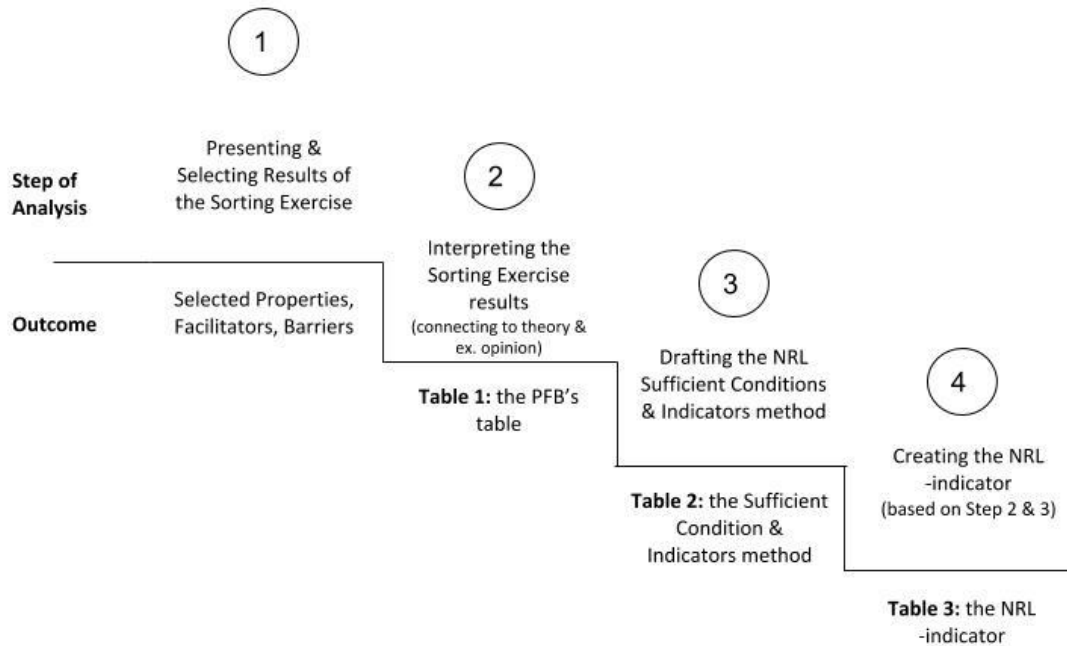 1
Step of
Analysis
Presenting &
Selecting Results of
the Sorting Exercise
Outcome
Selected Properties,
Facilitators, Barriers
2
Interpreting the
Sorting Exercise
results
(connecting to theory &
ex. opinion)
Table 1: the PFB's
table
3
Drafting the NRL
Sufficient Conditions
& Indicators method
Table 2: the Sufficient
Condition &
Indicators method
4
Creating the NRL
-indicator
(based on Step 2 & 3)
Table 3: the NRL
-indicator